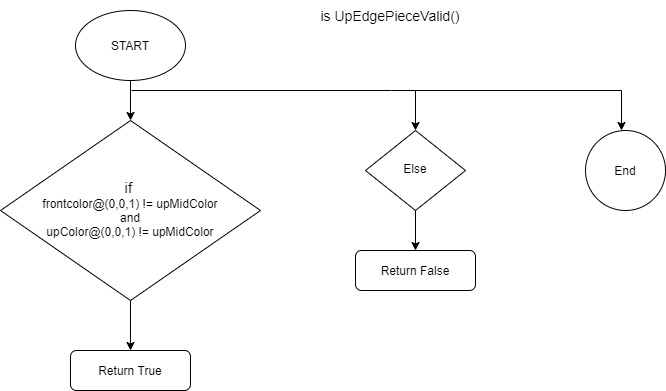 is UpEdgePieceValid()
START
if
frontcolor@(0,0,1) != upMidColor
and
upColor@(0,0,1) != upMidColor
Else
End
Return False
Return True